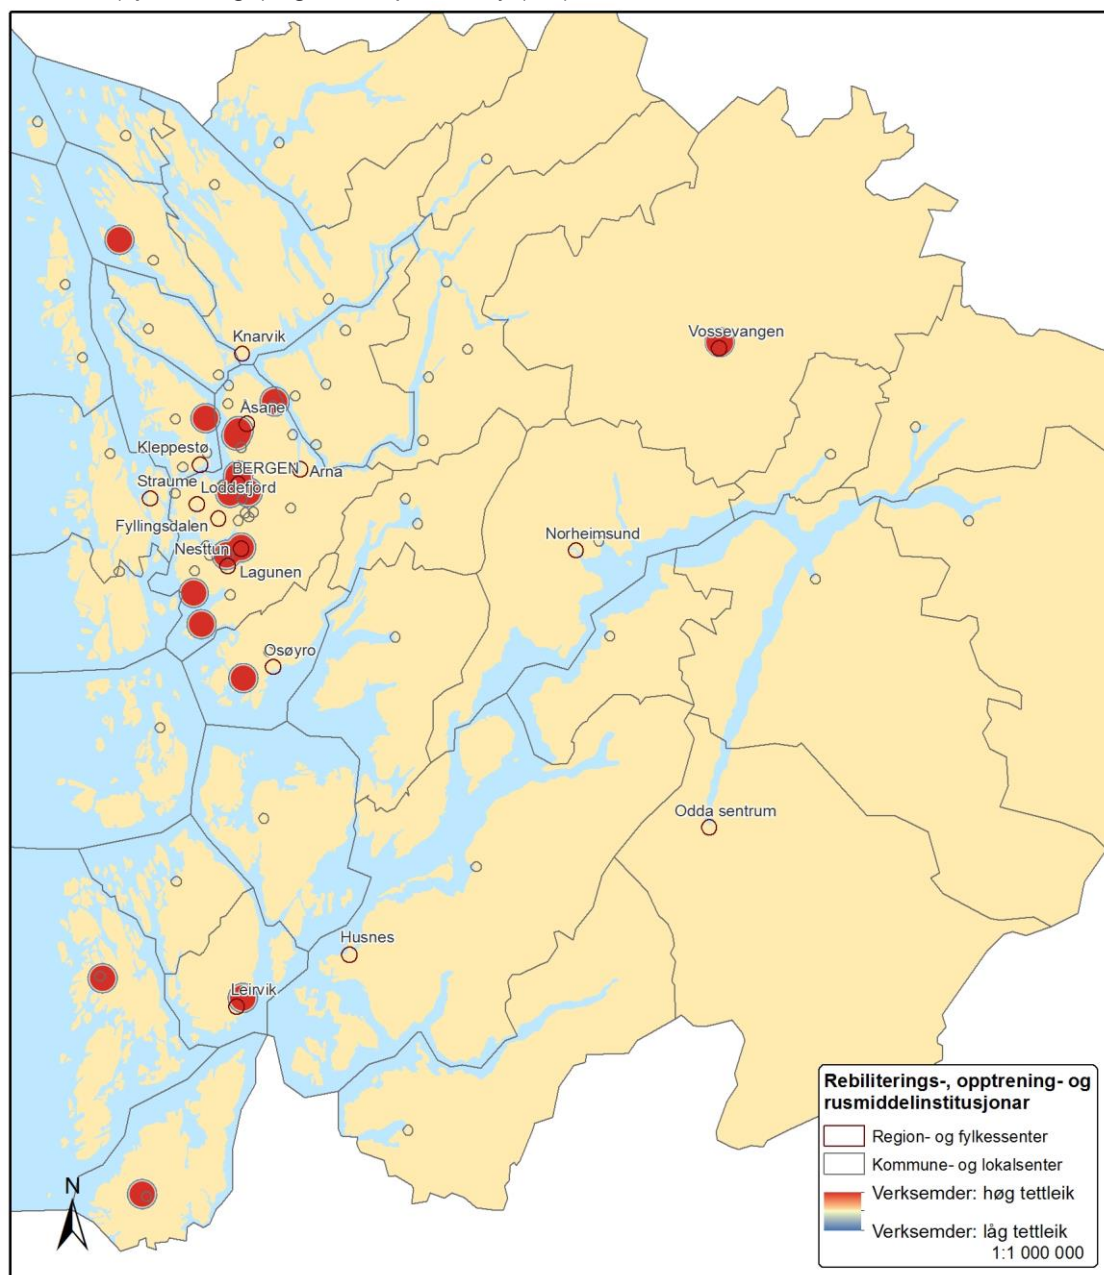 Knarvik
Vossevangen
Åsane
Kleppestø
BERGEN
Arna
Straume
Loddefjord
Fyllingsdalen
Norheimsund
Nesttun
Lagunen
Osøyro
Odda sentrum
Husnes
Leirvik
N
Rebiliterings-, opptrening- og
rusmiddelinstitusjonar
Region- og fylkessenter
Kommune- og lokalsenter
Verksemder: høg tettleik
Verksemder: låg tettleik
1:1 000 000